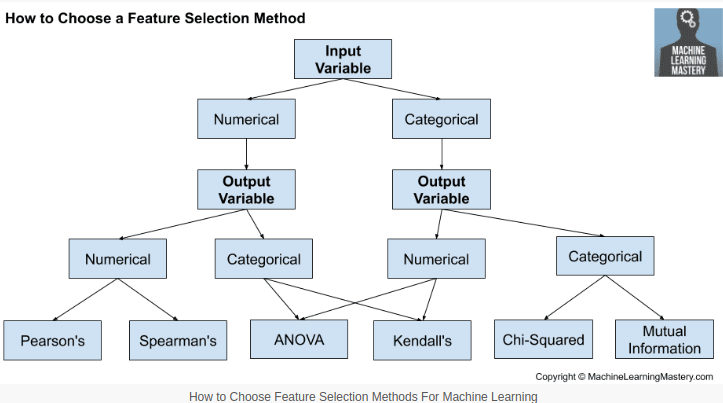 How to Choose a Feature Selection Method
MACHINE
LEARNING
MASTERY
Input
Variable
Numerical
Categorical
Output
Variable
Output
Variable
Numerical
Categorical
Numerical
Categorical
Pearson's
Spearman's
ANOVA
Kendall's
Chi-Squared
Mutual
Information
Copyright © MachineLearningMastery.com
How to Choose Feature Selection Methods For Machine Learning